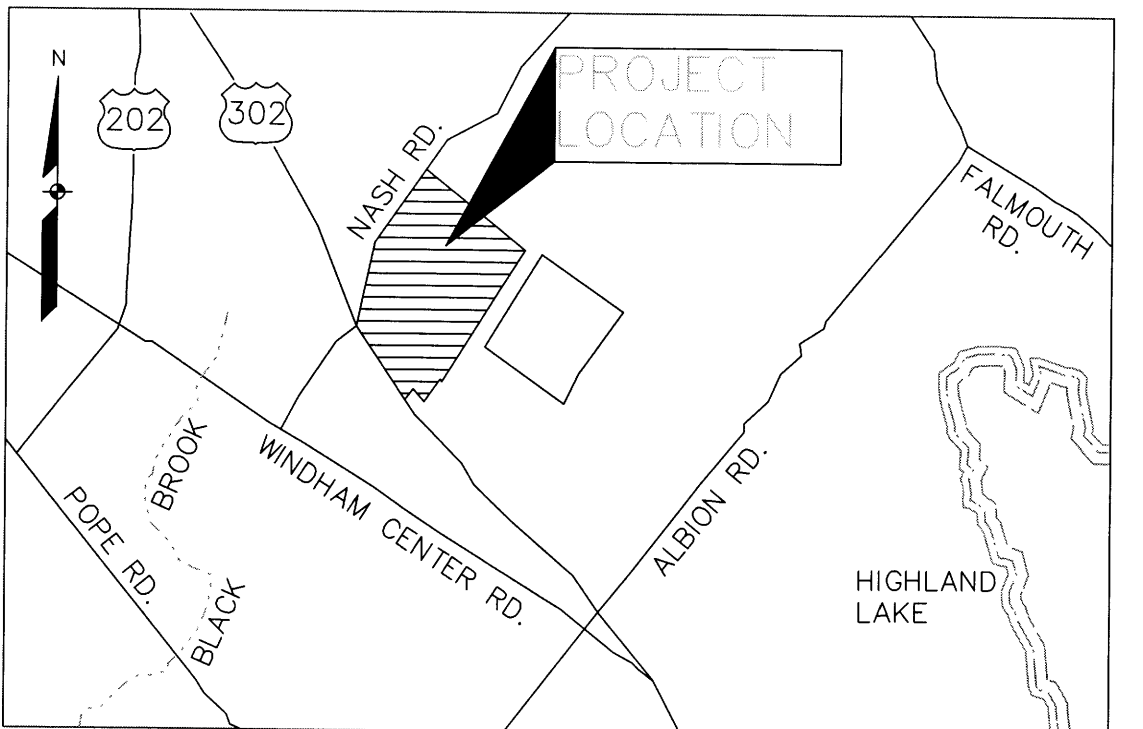 N
202
302
PROJECT
LOCATION
NASH RD.
FALMOUTH
RD.
BROOK
BLACK
WINDHAM CENTER RD.
POPE RD.
ALBION RD.
HIGHLAND
LAKE